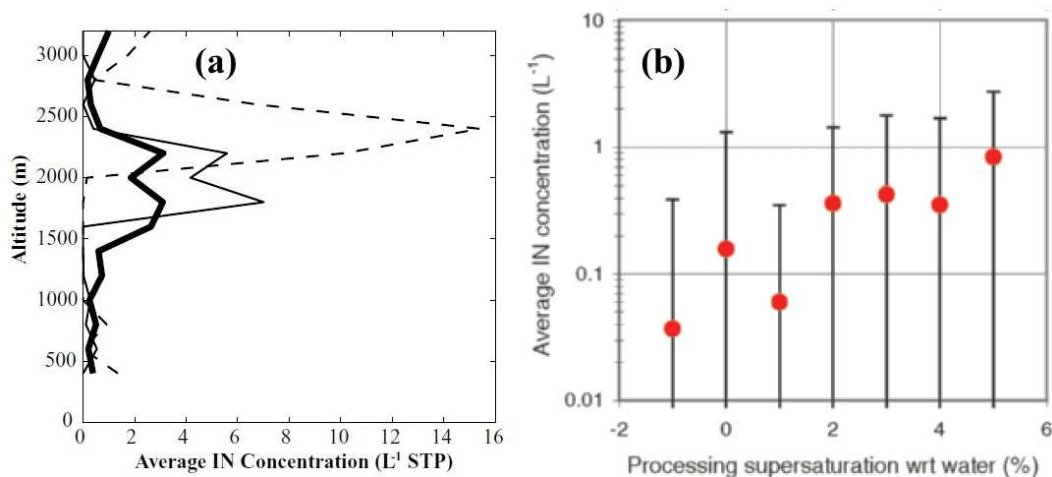 (a)
Altitude (m)
3000
2500
2000
1500
1000
500
0
0 2 4 6 8 10 12 14 16
Average IN Concentration (L⁻¹ STP)
(b)
Average IN concentration (L⁻¹)
10
1
0.1
0.01
-2 0 2 4 6
Processing supersaturation wrt water (%)